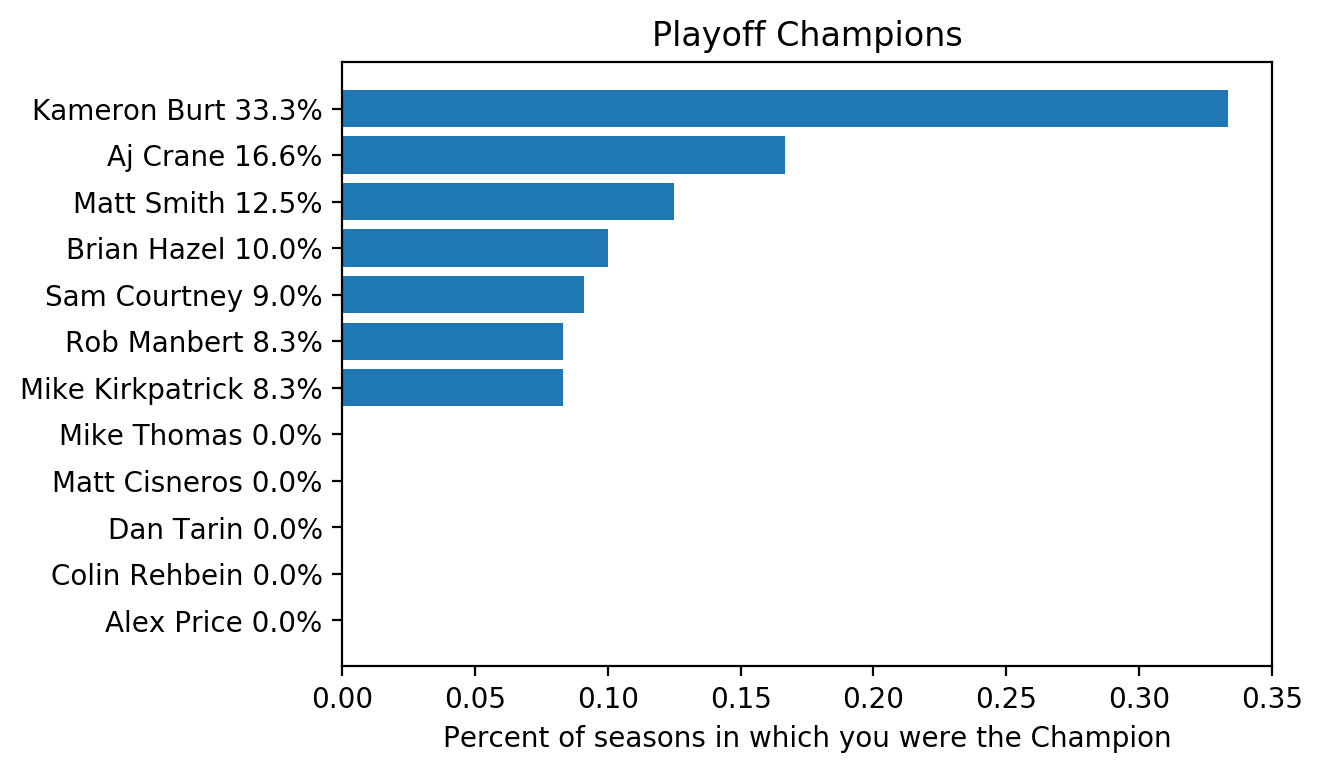 Playoff Champions
Kameron Burt 33.3%
Aj Crane 16.6%
Matt Smith 12.5%
Brian Hazel 10.0%
Sam Courtney 9.0%
Rob Manbert 8.3%
Mike Kirkpatrick 8.3%
Mike Thomas 0.0%
Matt Cisneros 0.0%
Dan Tarin 0.0%
Colin Rehbein 0.0%
Alex Price 0.0%
0.00 0.05 0.10 0.15 0.20 0.25 0.30 0.35
Percent of seasons in which you were the Champion